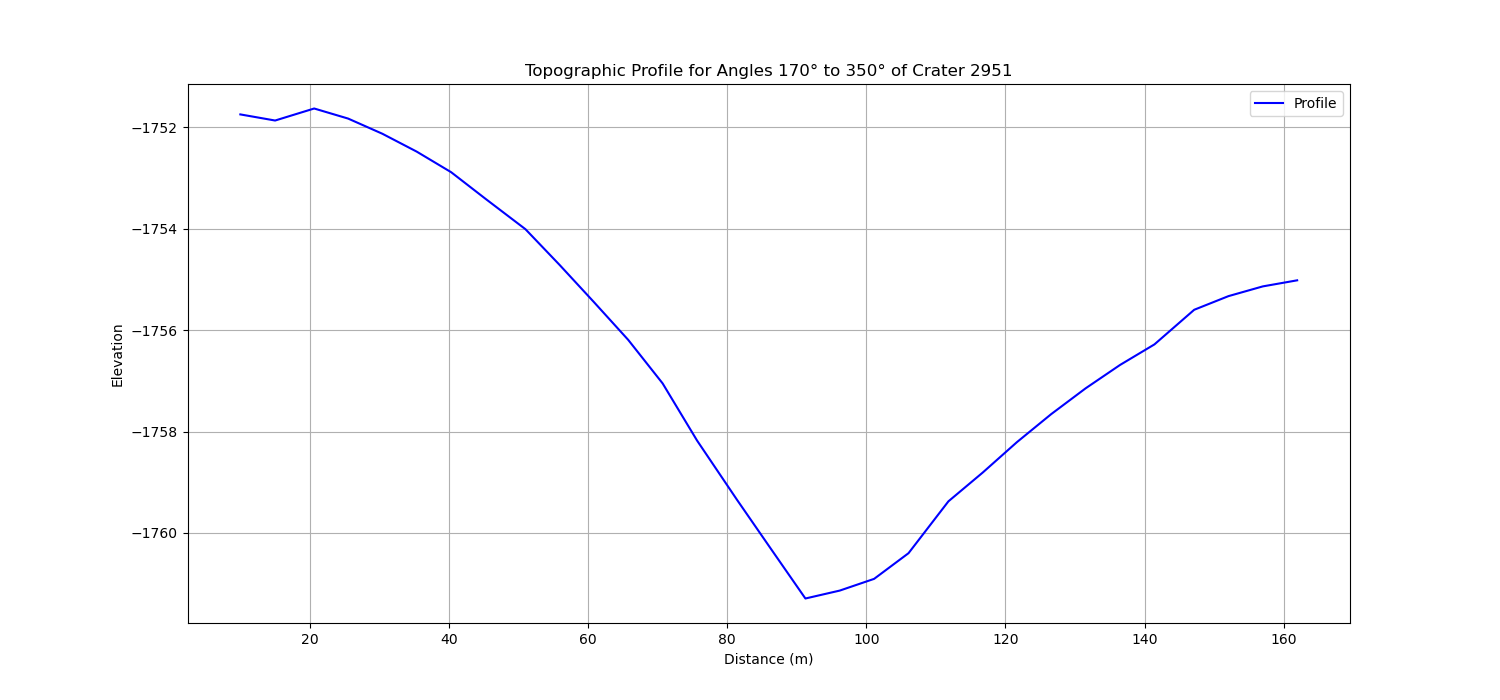 Topographic Profile for Angles 170° to 350° of Crater 2951
Profile
−1752
−1754
−1756
−1758
−1760
Elevation
20 40 60 80 100 120 140 160
Distance (m)